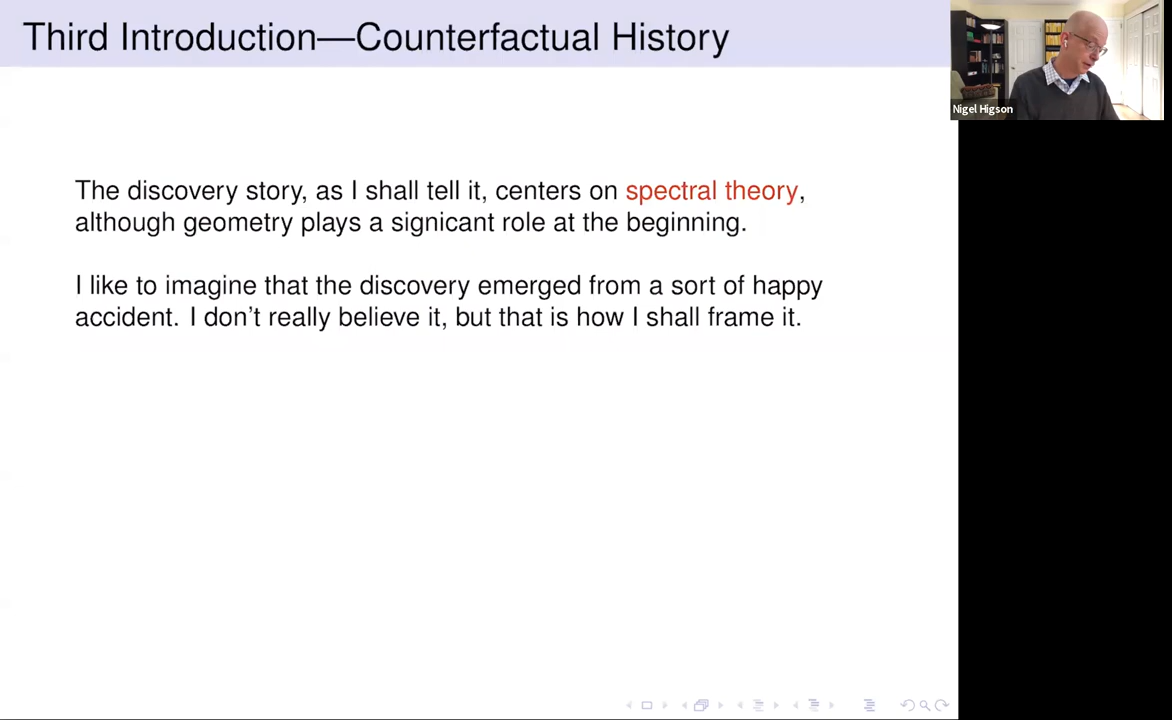 Third Introduction—Counterfactual History
Nigel Higson
The discovery story, as I shall tell it, centers on spectral theory,
although geometry plays a signicant role at the beginning.
I like to imagine that the discovery emerged from a sort of happy
accident. I don't really believe it, but that is how I shall frame it.